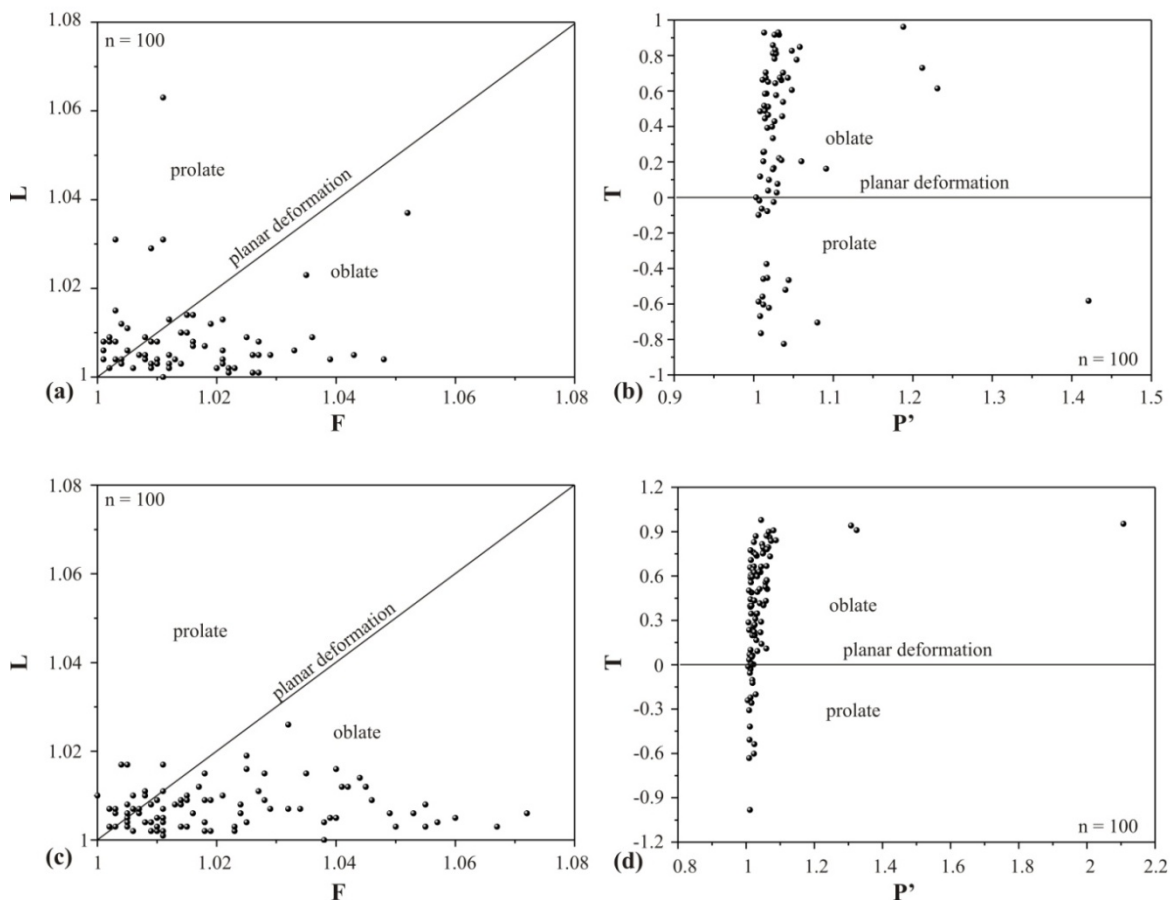 1.08
n = 100
1.06
prolate
L
1.04
planar deformation
oblate
1.02
1
(a)
1
1.02
1.04
1.06
1.08
F
1
0.8
0.6
0.4
oblate
0.2
planar deformation
T
0
-0.2
prolate
-0.4
-0.6
-0.8
n = 100
-1
(b)
0.9
1
1.1
1.2
1.3
1.4
1.5
P’
1.08
n = 100
1.06
prolate
L
1.04
planar deformation
oblate
1.02
1
(c)
1
1.02
1.04
1.06
1.08
F
1.2
0.9
0.6
oblate
0.3
planar deformation
T
0
-0.3
prolate
-0.6
-0.9
n = 100
-1.2
(d)
0.8
1
1.2
1.4
1.6
1.8
2
2.2
P’